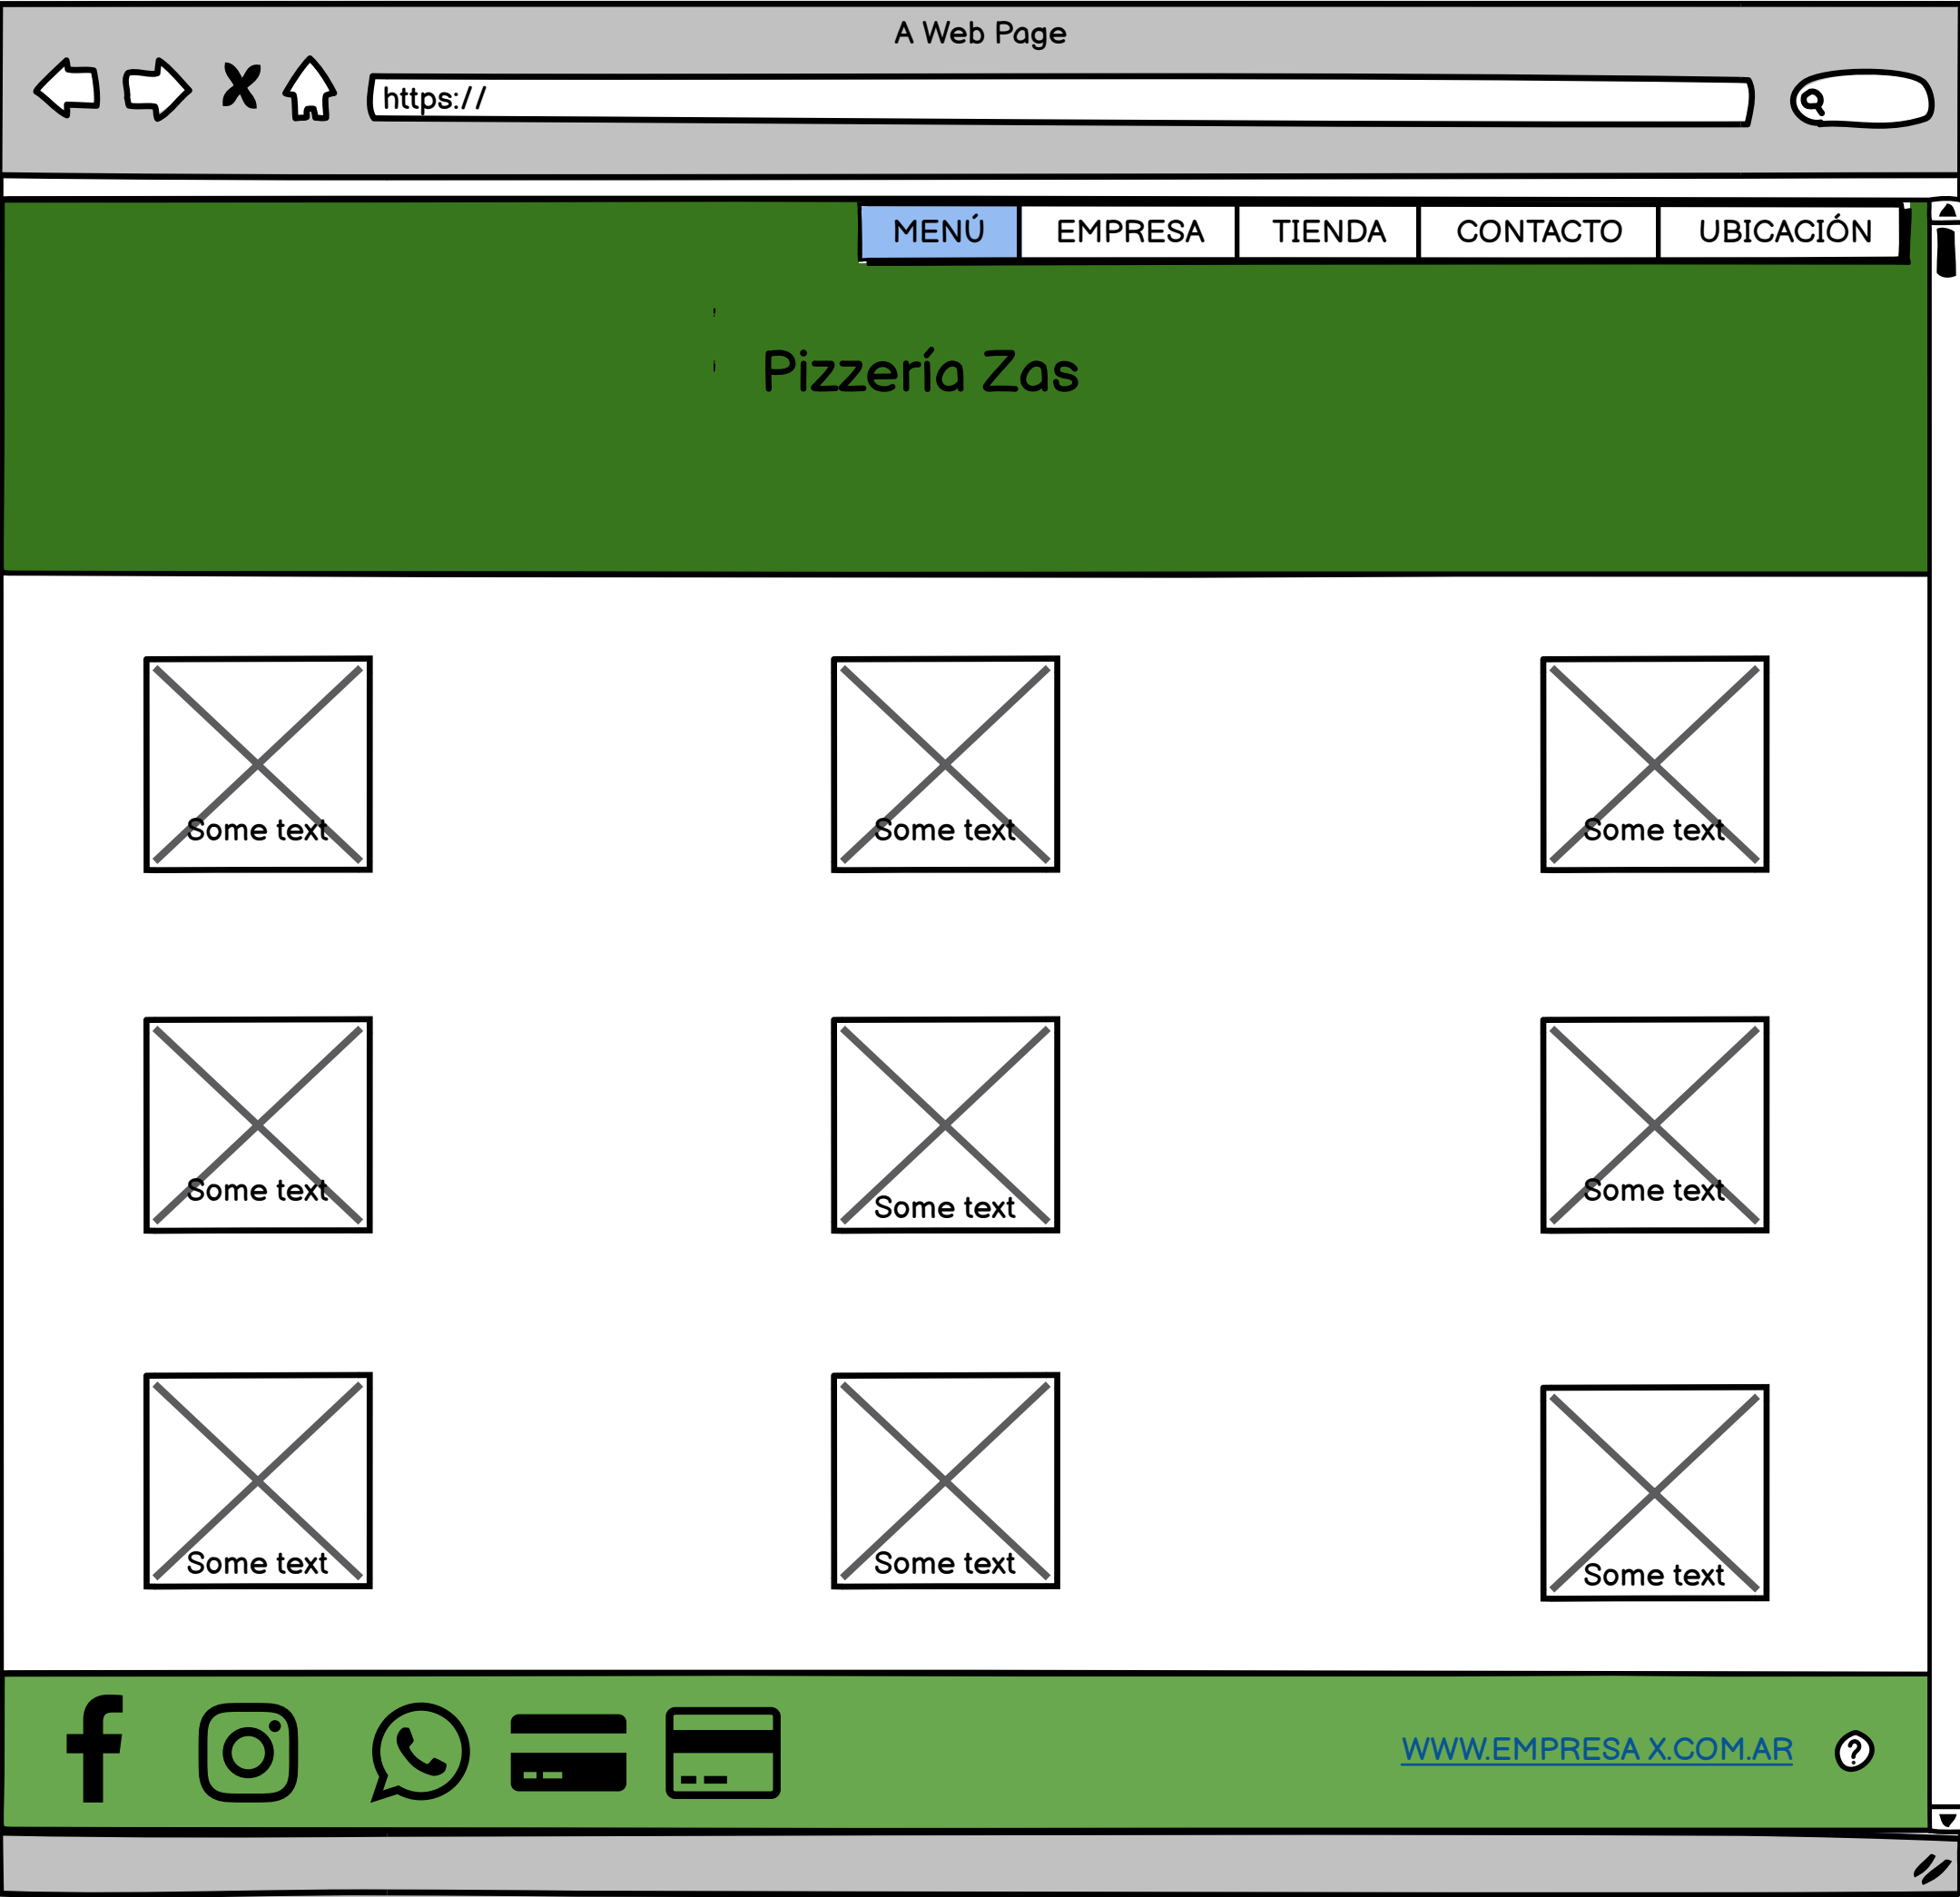 A Web Page
https://
MENÚ EMPRESA TIENDA CONTACTO UBICACIÓN
Pizzería Zas
Some text Some text Some text
Some text Some text Some text
Some text Some text Some text
WWW.EMPRESA X.COM.AR ?